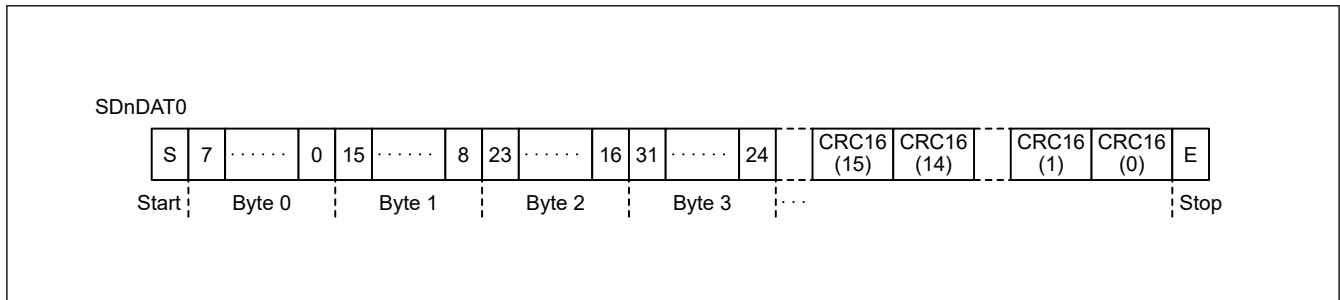 SDnDAT0
S 7 ······ 0 15 ······ 8 23 ······ 16 31 ······ 24 CRC16 (15) CRC16 (14) CRC16 (1) CRC16 (0) E
Start Byte 0 Byte 1 Byte 2 Byte 3 ··· Stop